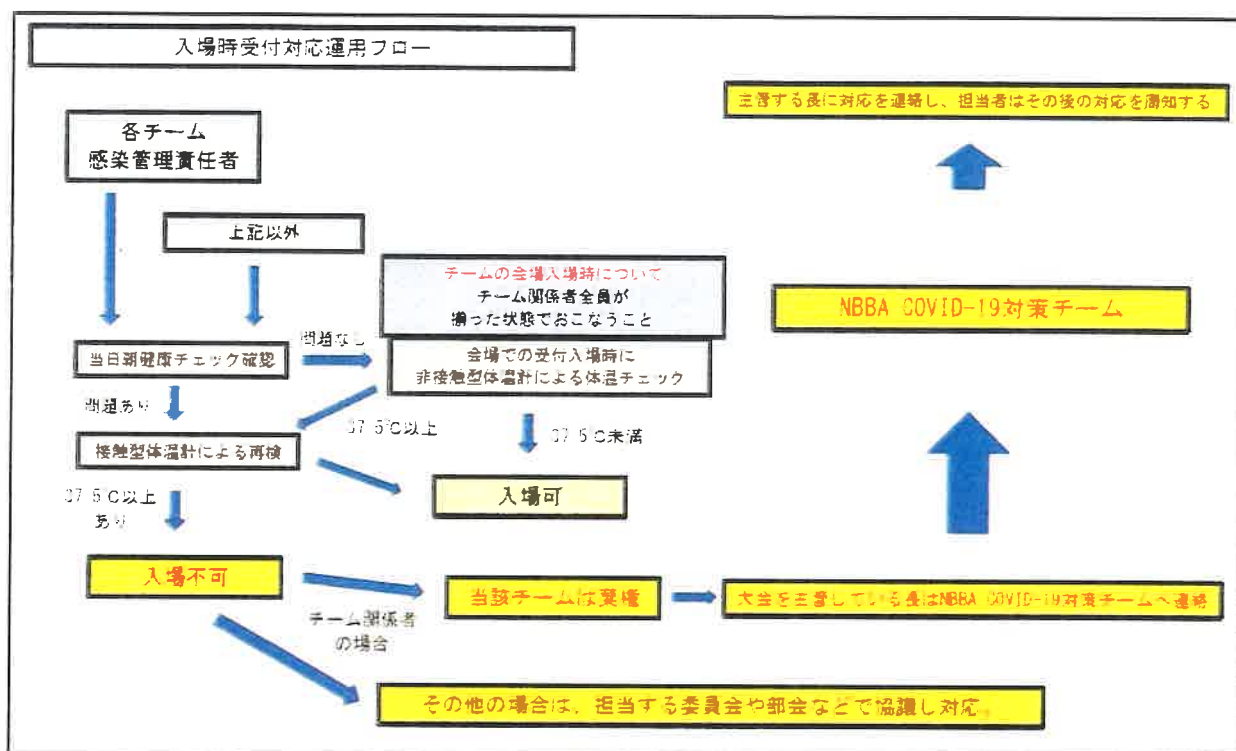 入場時受付対応運用フロー
主管する長に対応を連絡し、担当者はその後の対応を周知する
各チーム
感染管理責任者
上記以外
チームの会場入場時について
チーム関係者全員が
揃った状態でおこなうこと
NBBA COVID-19対策チーム
問題なし
当日朝健康チェック確認
会場での受付入場時に
非接触型体温計による体温チェック
問題あり
37.5℃以上
37.5℃未満
接触型体温計による再検
入場可
37.5℃以上
あり
入場不可
当該チームは棄権
大会を主管している長はNBBA COVID-19対策チームへ連絡
チーム関係者
の場合
その他の場合は、担当する委員会や部会などで協議し対応